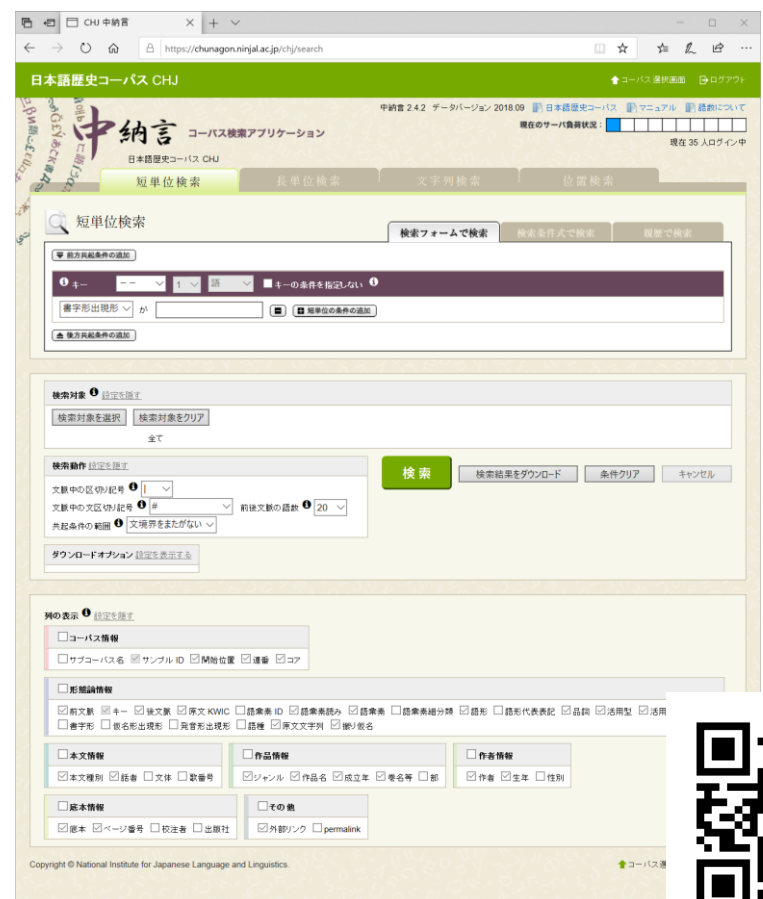 CHJ 中納言
https://chunagon.ninjal.ac.jp/chj/search
日本語歴史コーパス CHJ
コーパス選択画面 ログアウト
中納言 2.4.2 データバージョン 2018.09 日本語歴史コーパス マニュアル 語数について
現在のサーバ負荷状況：
現在 35 人ログイン中
中納言 コーパス検索アプリケーション
日本語歴史コーパス CHJ
短単位検索 長単位検索 文字列検索 位置検索
短単位検索
検索フォームで検索 検索条件式で検索 履歴で検索
前方共起条件の追加
キー -- 1 語 キーの条件を指定しない
書字形出現形 が 短単位の条件の追加
後方共起条件の追加
検索対象 設定を隠す
検索対象を選択 検索対象をクリア
全て
検索動作 設定を隠す
文脈中の区切り記号 |
文脈中の文区切り記号 # 前後文脈の語数 20
共起条件の範囲 文境界をまたがない
検索 検索結果をダウンロード 条件クリア キャンセル
ダウンロードオプション 設定を表示する
列の表示 設定を隠す
コーパス情報
サブコーパス名 サンプル ID 開始位置 連番 コア
形態論情報
前文脈 キー 後文脈 原文 KWIC 語彙素 ID 語彙素読み 語彙素 語彙素細分類 語形 語形代表表記 品詞 活用型 活用
書字形 仮名形出現形 発音形出現形 語種 原文文字列 振り仮名
本文情報 作品情報 作者情報
本文種別 話者 文体 歌番号 ジャンル 作品名 成立年 巻名等 部 作者 生年 性別
底本情報 その他
底本 ページ番号 校注者 出版社 外部リンク permalink
Copyright © National Institute for Japanese Language and Linguistics.
コーパス選